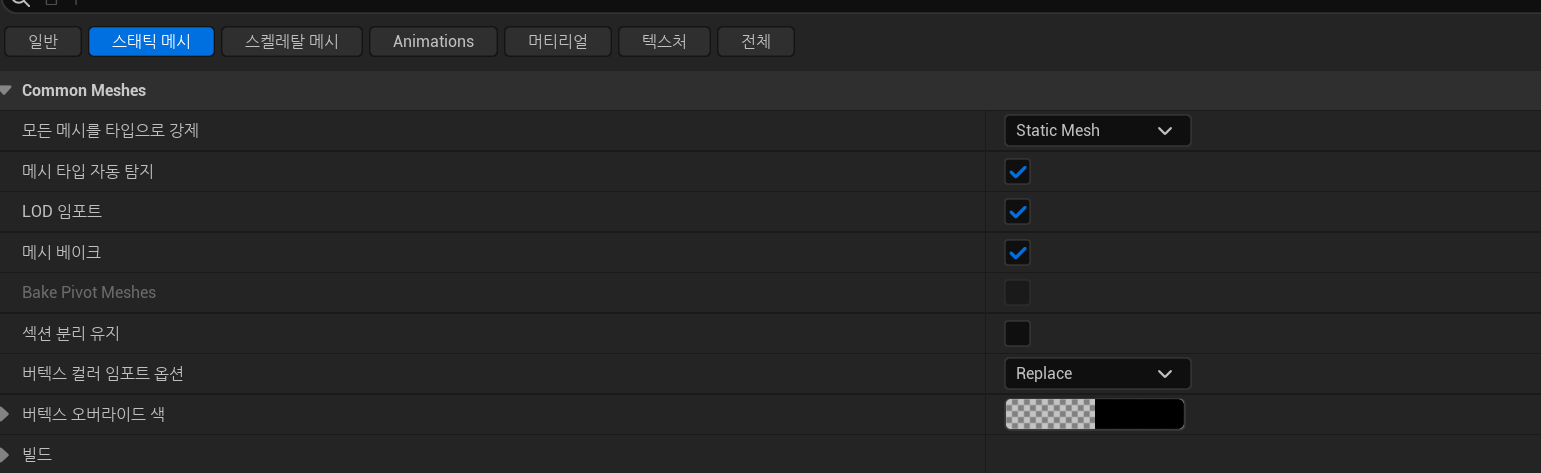 일반 스태틱 메시 스켈레탈 메시 Animations 머티리얼 텍스처 전체
Common Meshes
모든 메시를 타입으로 강제 Static Mesh
메시 타입 자동 탐지
LOD 임포트
메시 베이크
Bake Pivot Meshes
섹션 분리 유지
버텍스 컬러 임포트 옵션 Replace
버텍스 오버라이드 색
빌드